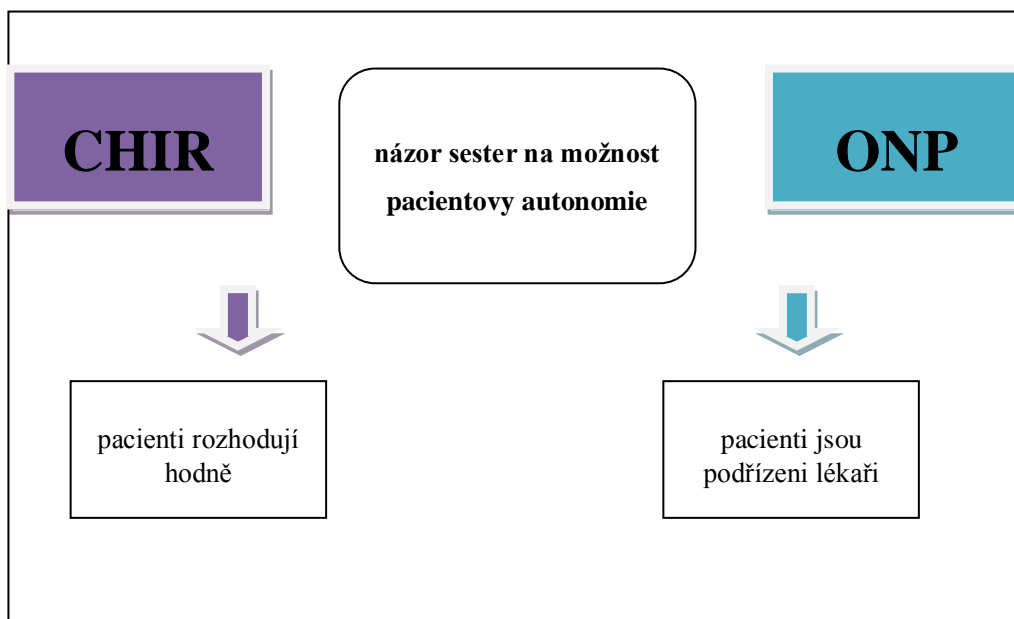 CHIR
názor sester na možnost
pacientovy autonomie
ONP
pacienti rozhodují
hodně
pacienti jsou
podřízeni lékaři